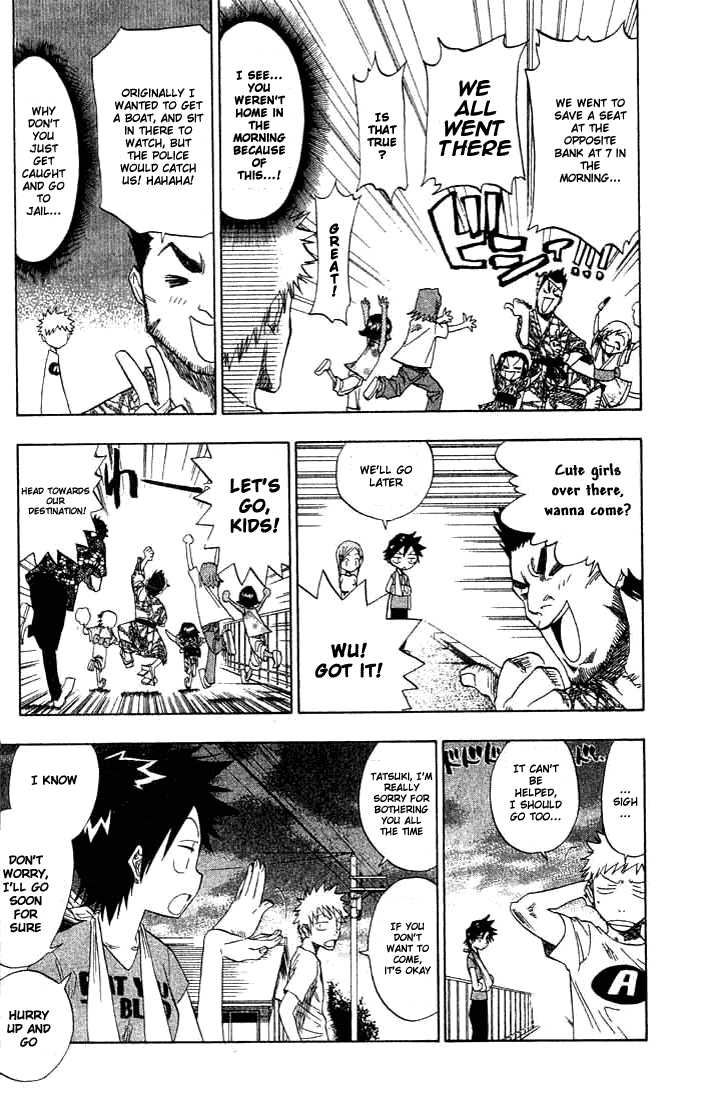 WE WENT TO
SAVE A SEAT
AT THE
OPPOSITE
BANK AT 7 IN
THE
MORNING...
WE
ALL
WENT
THERE
IS
THAT
TRUE
?
GREAT!
I SEE...
YOU
WEREN'T
HOME IN
THE
MORNING
BECAUSE
OF
THIS...!
ORIGINALLY I
WANTED TO GET
A BOAT, AND SIT
IN THERE TO
WATCH, BUT
THE POLICE
WOULD CATCH
US! HAHAHA!
WHY
DON'T
YOU
JUST
GET
CAUGHT
AND GO
TO
JAIL...
A
CUTE GIRLS
OVER THERE,
WANNA COME?
WE'LL GO
LATER
WU!
GOT IT!
LET'S
GO,
KIDS!
HEAD TOWARDS
OUR
DESTINATION!
...
SIGH
...
IT CAN'T
BE
HELPED,
I SHOULD
GO TOO...
A
TATSUKI, I'M
REALLY
SORRY FOR
BOTHERING
YOU ALL
THE TIME
IF YOU
DON'T
WANT TO
COME,
IT'S OKAY
I KNOW
DON'T
WORRY,
I'LL GO
SOON
FOR
SURE
HURRY
UP AND
GO